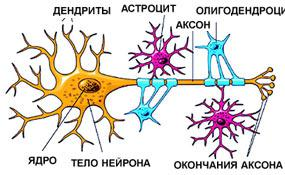 ДЕНДРИТЫ
АСТРОЦИТ
АКСОН
ОЛИГОДЕНДРОЦИ
ЯДРО
ТЕЛО НЕЙРОНА
ОКОНЧАНИЯ АКСОНА